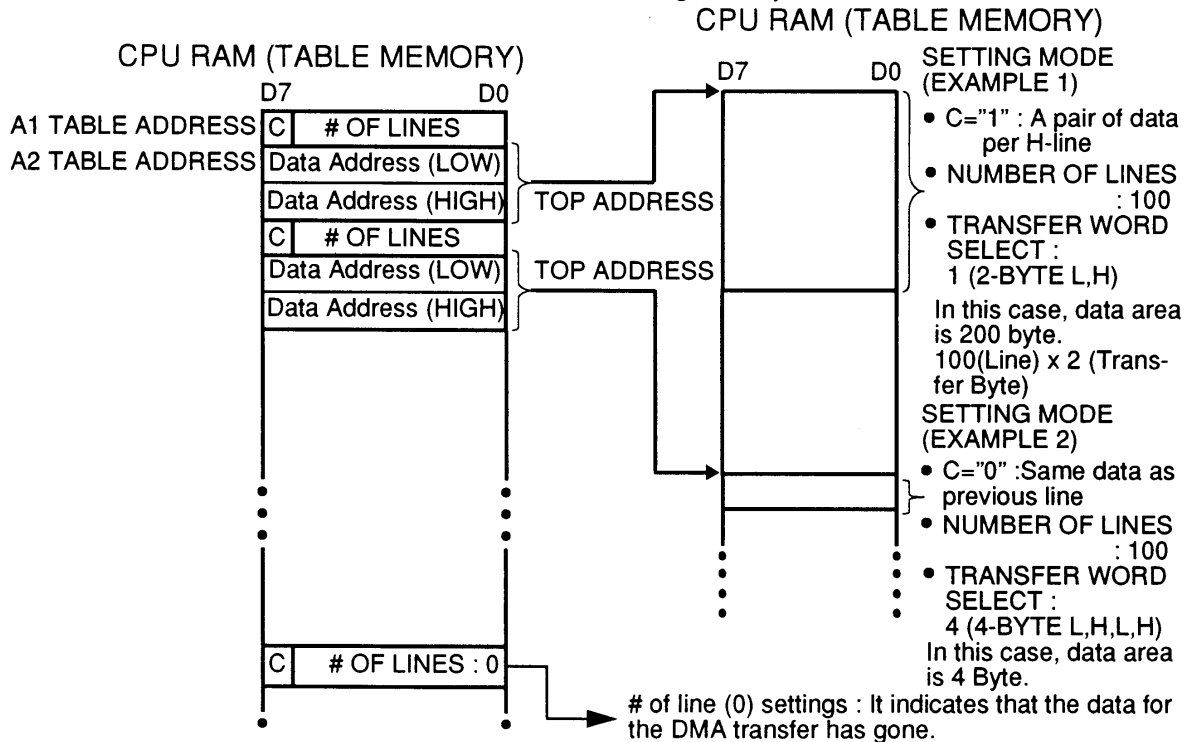 CPU RAM (TABLE MEMORY)
D7 D0
A1 TABLE ADDRESS C # OF LINES
A2 TABLE ADDRESS Data Address (LOW)
Data Address (HIGH) TOP ADDRESS
C # OF LINES
Data Address (LOW) TOP ADDRESS
Data Address (HIGH)
C # OF LINES : 0
CPU RAM (TABLE MEMORY)
D7 D0
SETTING MODE
(EXAMPLE 1)
• C="1" : A pair of data
per H-line
• NUMBER OF LINES
: 100
• TRANSFER WORD
SELECT :
1 (2-BYTE L,H)
In this case, data area
is 200 byte.
100(Line) x 2 (Trans-
fer Byte)
SETTING MODE
(EXAMPLE 2)
• C="0" :Same data as
previous line
• NUMBER OF LINES
: 100
• TRANSFER WORD
SELECT :
4 (4-BYTE L,H,L,H)
In this case, data area
is 4 Byte.
# of line (0) settings : It indicates that the data for
the DMA transfer has gone.